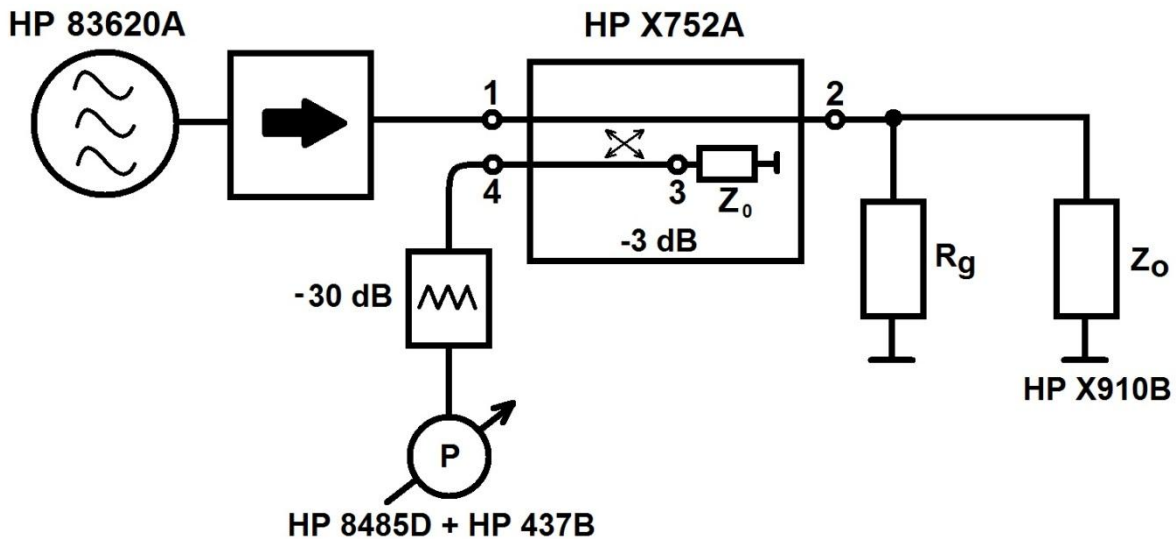 HP 83620A
HP X752A
1
2
4
3
Z₀
-3 dB
-30 dB
Rg
Zo
HP X910B
P
HP 8485D + HP 437B